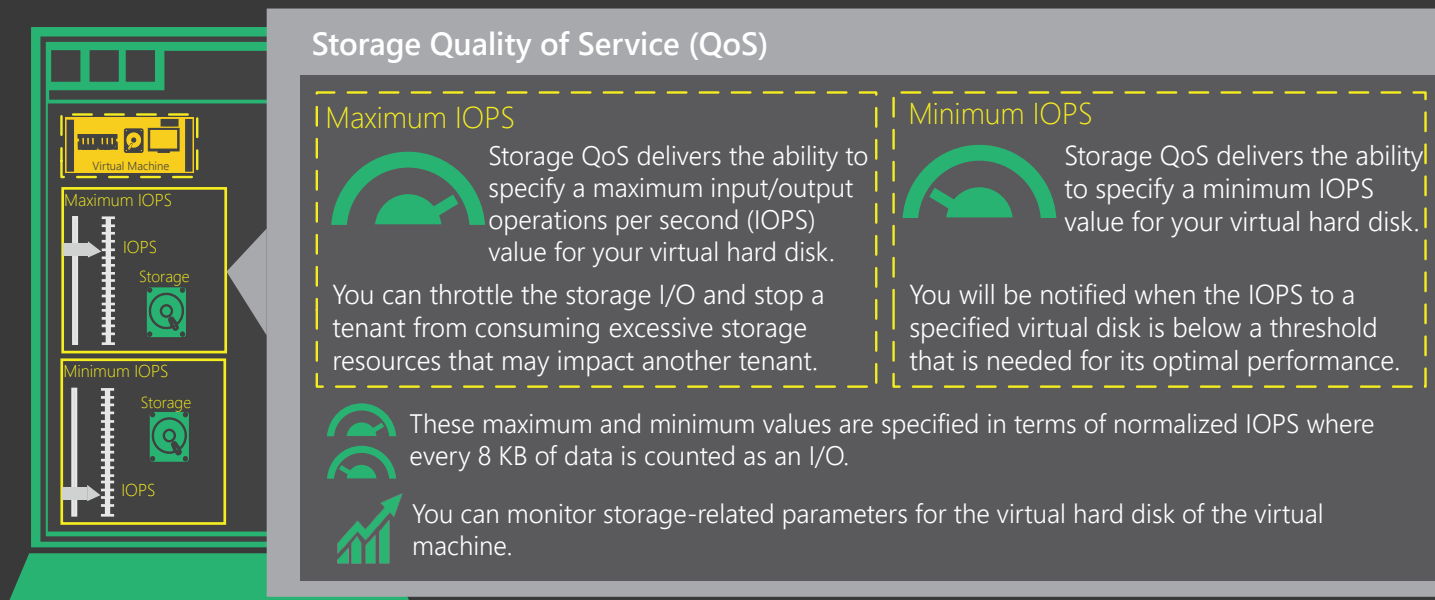 Storage Quality of Service (QoS)
Virtual Machine
Maximum IOPS
IOPS
Storage
Minimum IOPS
Storage
IOPS
Maximum IOPS
Storage QoS delivers the ability to
specify a maximum input/output
operations per second (IOPS)
value for your virtual hard disk.
You can throttle the storage I/O and stop a
tenant from consuming excessive storage
resources that may impact another tenant.
Minimum IOPS
Storage QoS delivers the ability
to specify a minimum IOPS
value for your virtual hard disk.
You will be notified when the IOPS to a
specified virtual disk is below a threshold
that is needed for its optimal performance.
These maximum and minimum values are specified in terms of normalized IOPS where
every 8 KB of data is counted as an I/O.
You can monitor storage-related parameters for the virtual hard disk of the virtual
machine.